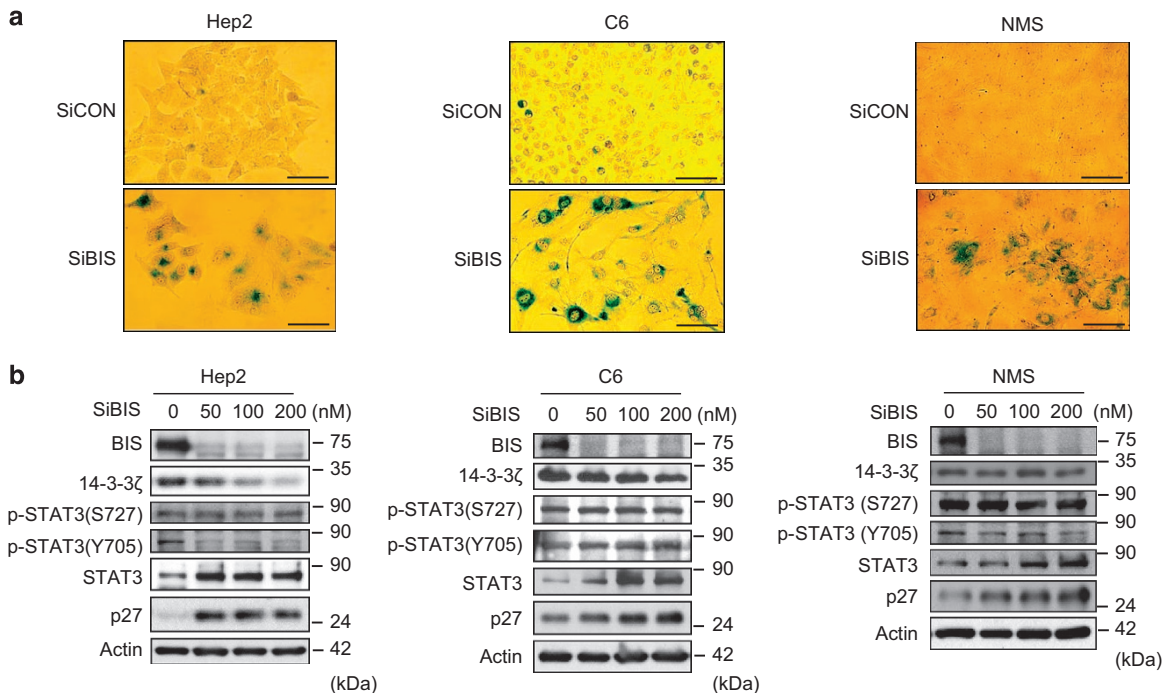 a
Hep2
C6
NMS
SiCON
SiCON
SiCON
SiBIS
SiBIS
SiBIS
b
Hep2
SiBIS 0 50 100 200 (nM)
BIS 75
14-3-3ζ 35
p-STAT3(S727) 90
p-STAT3(Y705) 90
STAT3 90
p27 24
Actin 42
(kDa)
C6
SiBIS 0 50 100 200 (nM)
BIS 75
14-3-3ζ 35
p-STAT3(S727) 90
p-STAT3(Y705) 90
STAT3 90
p27 24
Actin 42
(kDa)
NMS
SiBIS 0 50 100 200 (nM)
BIS 75
14-3-3ζ 35
p-STAT3 (S727) 90
p-STAT3 (Y705) 90
STAT3 90
p27 24
Actin 42
(kDa)